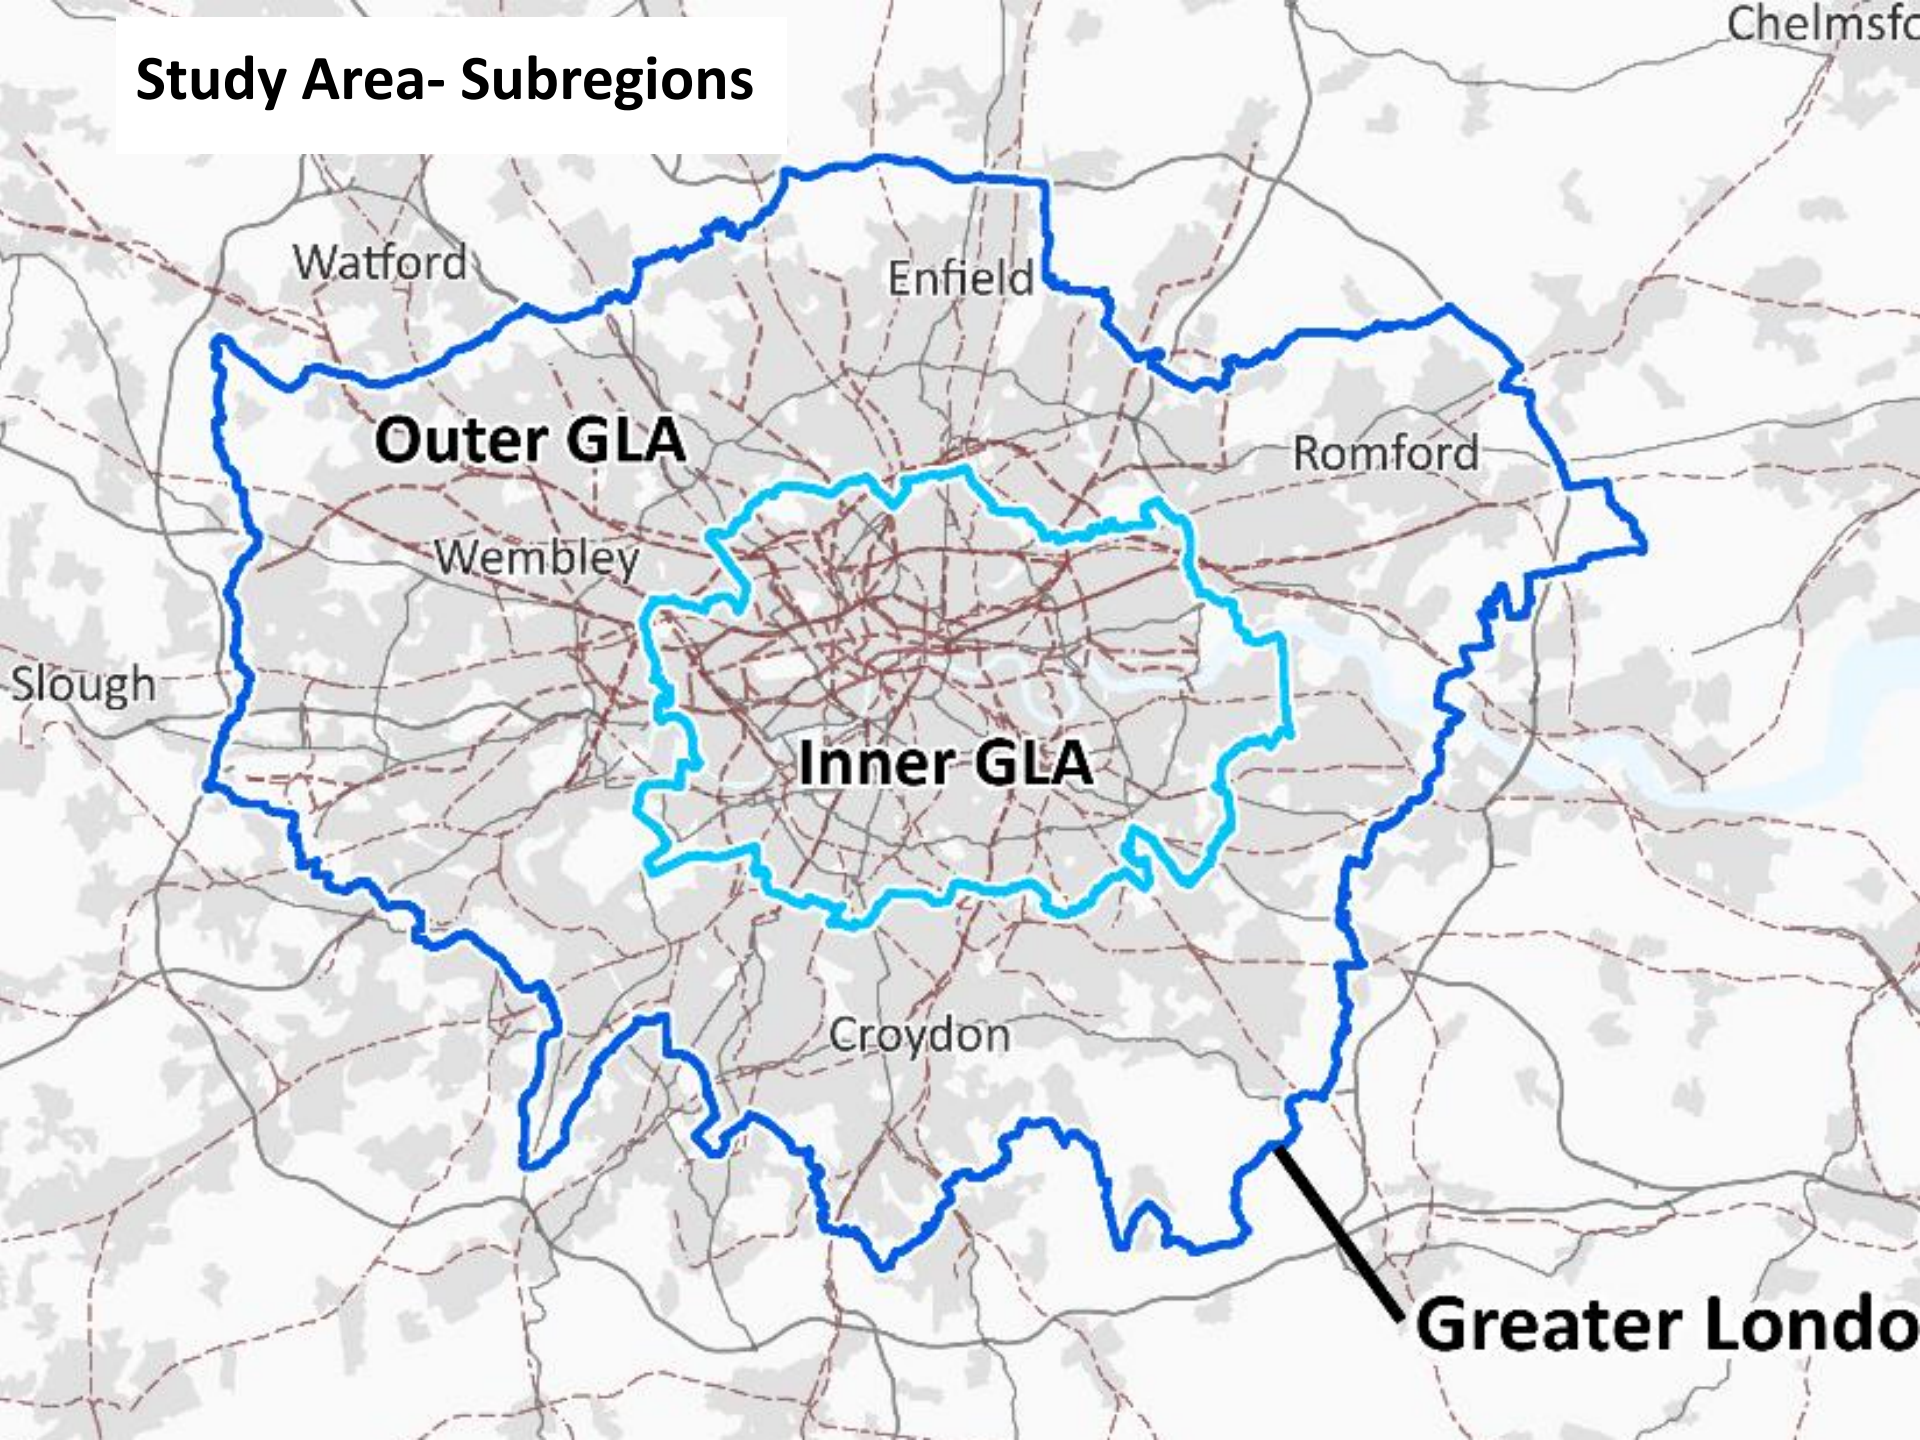 Chelmsfo
Study Area- Subregions
Watford
Enfield
Outer GLA
Romford
Wembley
Slough
Inner GLA
Croydon
Greater Londo